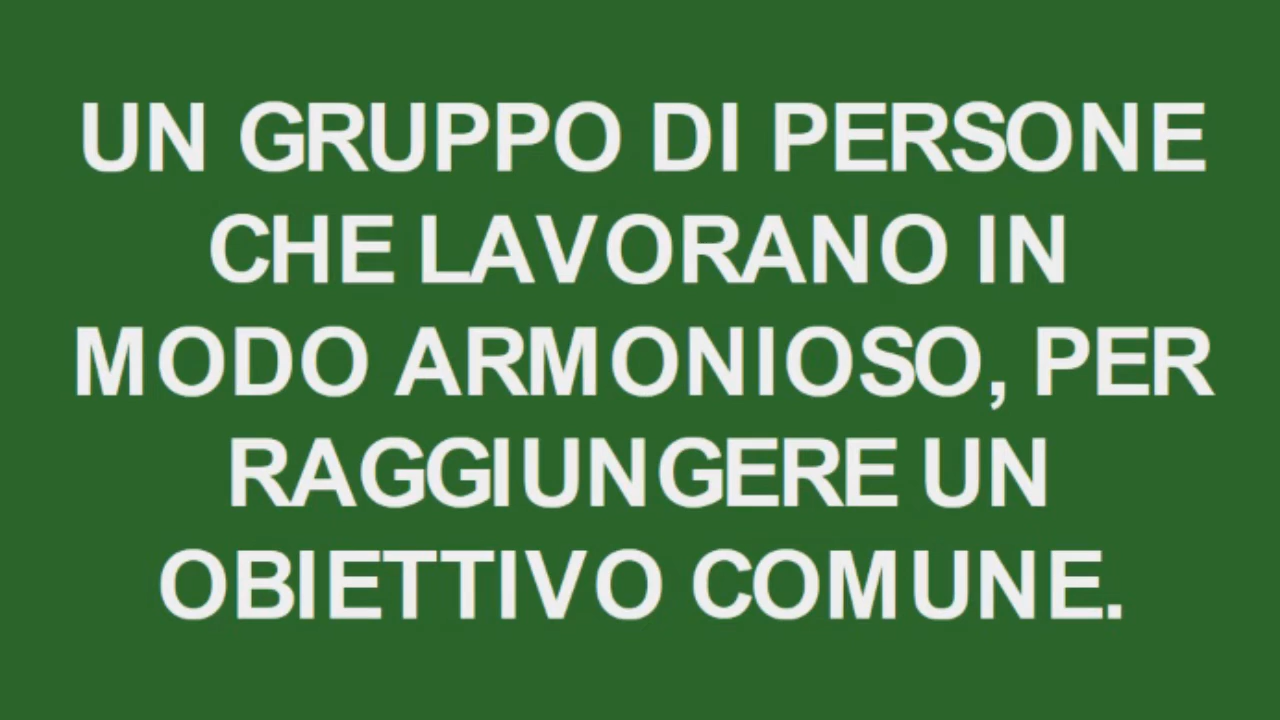 UN GRUPPO DI PERSONE
CHE LAVORANO IN
MODO ARMONIOSO, PER
RAGGIUNGERE UN
OBIETTIVO COMUNE.